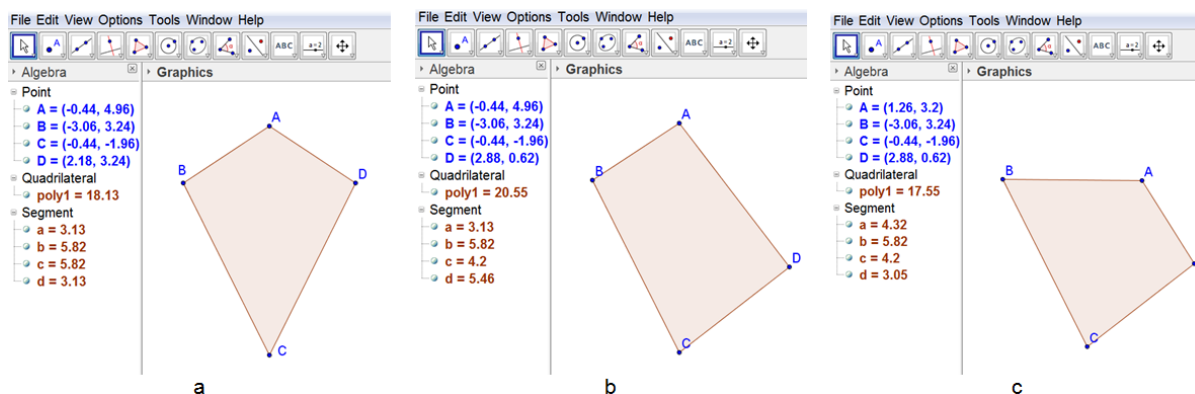 File Edit View Options Tools Window Help
A
ABC
a=2
Algebra
Graphics
Point
A = (-0.44, 4.96)
B = (-3.06, 3.24)
C = (-0.44, -1.96)
D = (2.18, 3.24)
Quadrilateral
poly1 = 18.13
Segment
a = 3.13
b = 5.82
c = 5.82
d = 3.13
A
B
D
C
a
File Edit View Options Tools Window Help
A
ABC
a=2
Algebra
Graphics
Point
A = (-0.44, 4.96)
B = (-3.06, 3.24)
C = (-0.44, -1.96)
D = (2.88, 0.62)
Quadrilateral
poly1 = 20.55
Segment
a = 3.13
b = 5.82
c = 4.2
d = 5.46
A
B
D
C
b
File Edit View Options Tools Window Help
A
ABC
a=2
Algebra
Graphics
Point
A = (1.26, 3.2)
B = (-3.06, 3.24)
C = (-0.44, -1.96)
D = (2.88, 0.62)
Quadrilateral
poly1 = 17.55
Segment
a = 4.32
b = 5.82
c = 4.2
d = 3.05
B
A
C
c